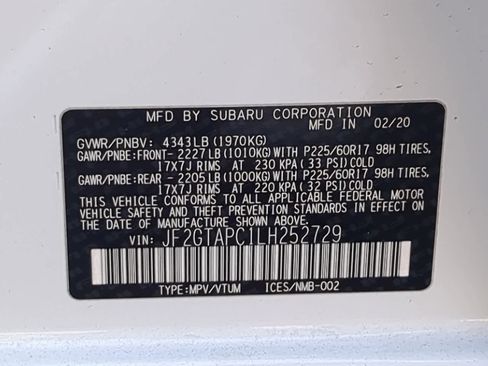 MFD BY SUBARU CORPORATION
MFD IN 02/20
GVWR/PNBV: 4343LB (1970KG)
GAWR/PNBE:FRONT- 2227LB(1010KG)WITH P225/60R17 98H TIRES,
17X7J RIMS AT 230 KPA (33 PSI)COLD
GAWR/PNBE:REAR - 2205LB(1000KG)WITH P225/60R17 98H TIRES,
17X7J RIMS AT 220 KPA (32 PSI)COLD
THIS VEHICLE CONFORMS TO ALL APPLICABLE FEDERAL MOTOR
VEHICLE SAFETY AND THEFT PREVENTION STANDARDS IN EFFECT
ON THE DATE OF MANUFACTURE SHOWN ABOVE.
VIN: JF2GTAPC1LH252729
TYPE:MPV/VTUM ICES/NMB-002